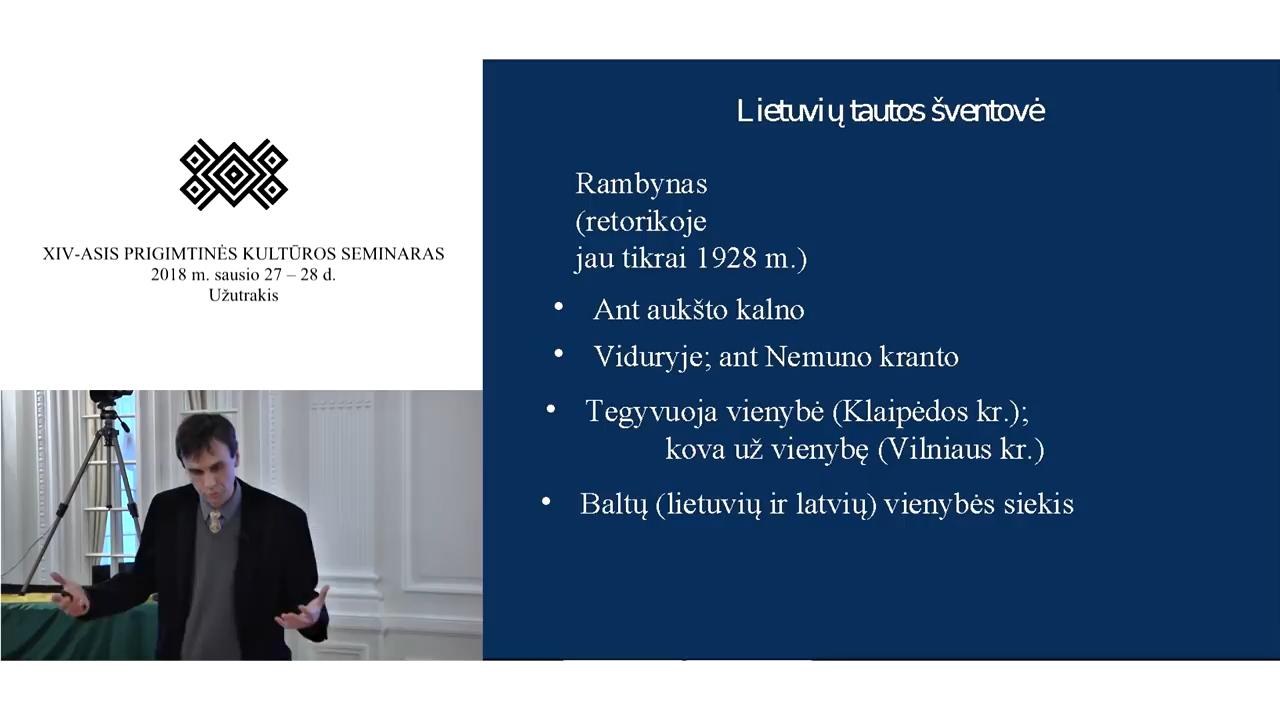 XIV-ASIS PRIGIMTINĖS KULTŪROS SEMINARAS
2018 m. sausio 27 – 28 d.
Užutrakis
Lietuvių tautos šventovė
Rambynas
(retorikoje
jau tikrai 1928 m.)
• Ant aukšto kalno
• Viduryje; ant Nemuno kranto
• Tegyvuoja vienybė (Klaipėdos kr.);
kova už vienybę (Vilniaus kr.)
• Baltų (lietuvių ir latvių) vienybės siekis